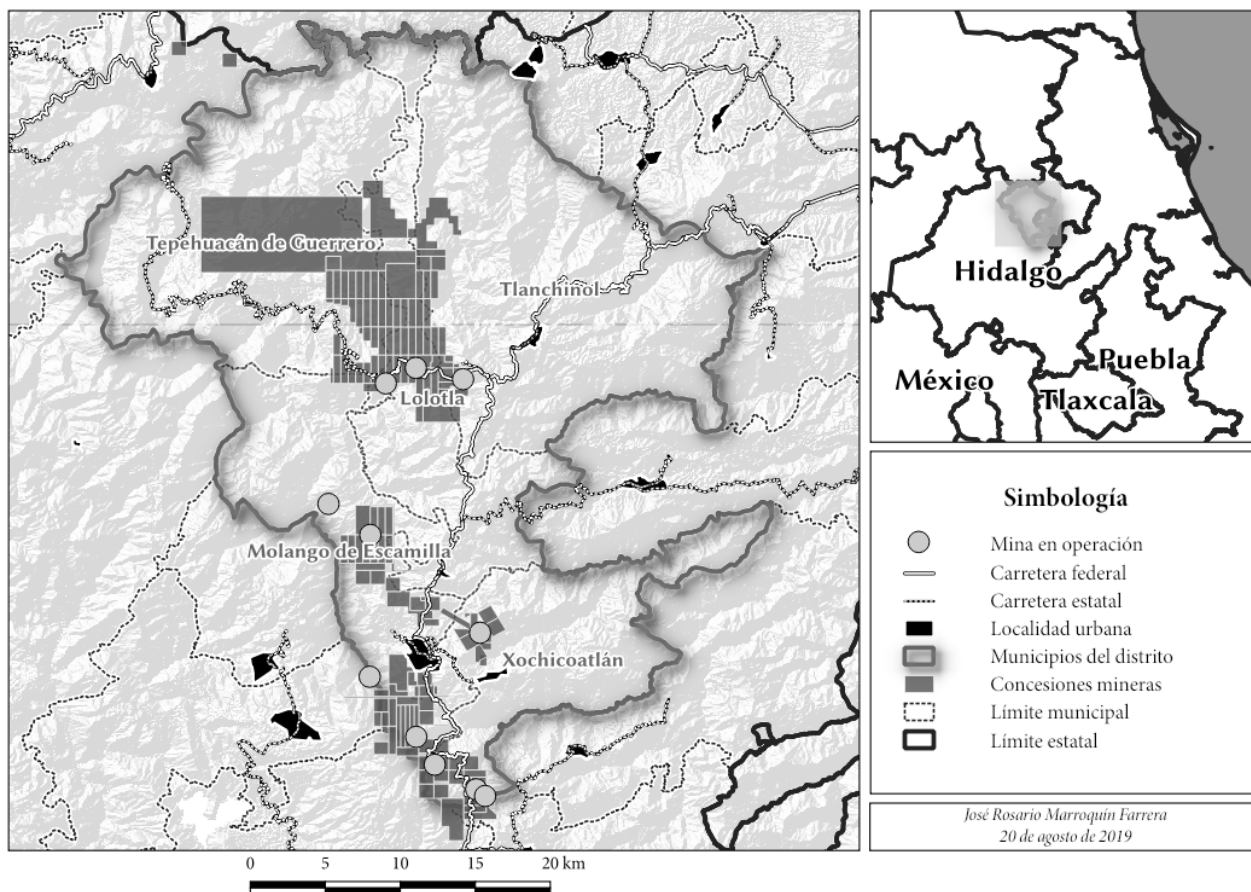 Tepehuacán de Guerrero
Tlanchinol
Lolotla
Molango de Escamilla
Xochicoatlán
0 5 10 15 20 km
Hidalgo
Puebla
México
Tlaxcala
Simbología
Mina en operación
Carretera federal
Carretera estatal
Localidad urbana
Municipios del distrito
Concesiones mineras
Límite municipal
Límite estatal
José Rosario Marroquín Farrera
20 de agosto de 2019